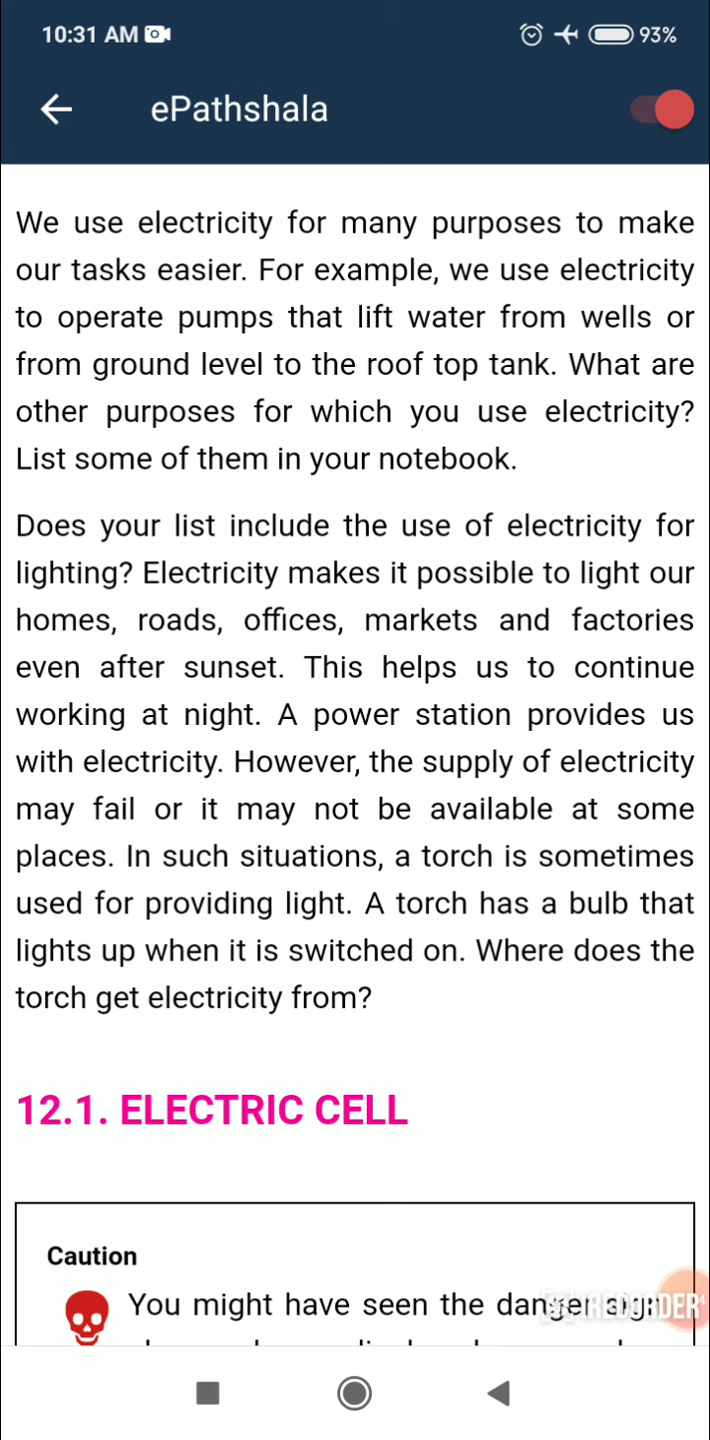 10:31 AM
93%
ePathshala
We use electricity for many purposes to make
our tasks easier. For example, we use electricity
to operate pumps that lift water from wells or
from ground level to the roof top tank. What are
other purposes for which you use electricity?
List some of them in your notebook.
Does your list include the use of electricity for
lighting? Electricity makes it possible to light our
homes, roads, offices, markets and factories
even after sunset. This helps us to continue
working at night. A power station provides us
with electricity. However, the supply of electricity
may fail or it may not be available at some
places. In such situations, a torch is sometimes
used for providing light. A torch has a bulb that
lights up when it is switched on. Where does the
torch get electricity from?
12.1. ELECTRIC CELL
Caution
You might have seen the danger sign
RECORDER